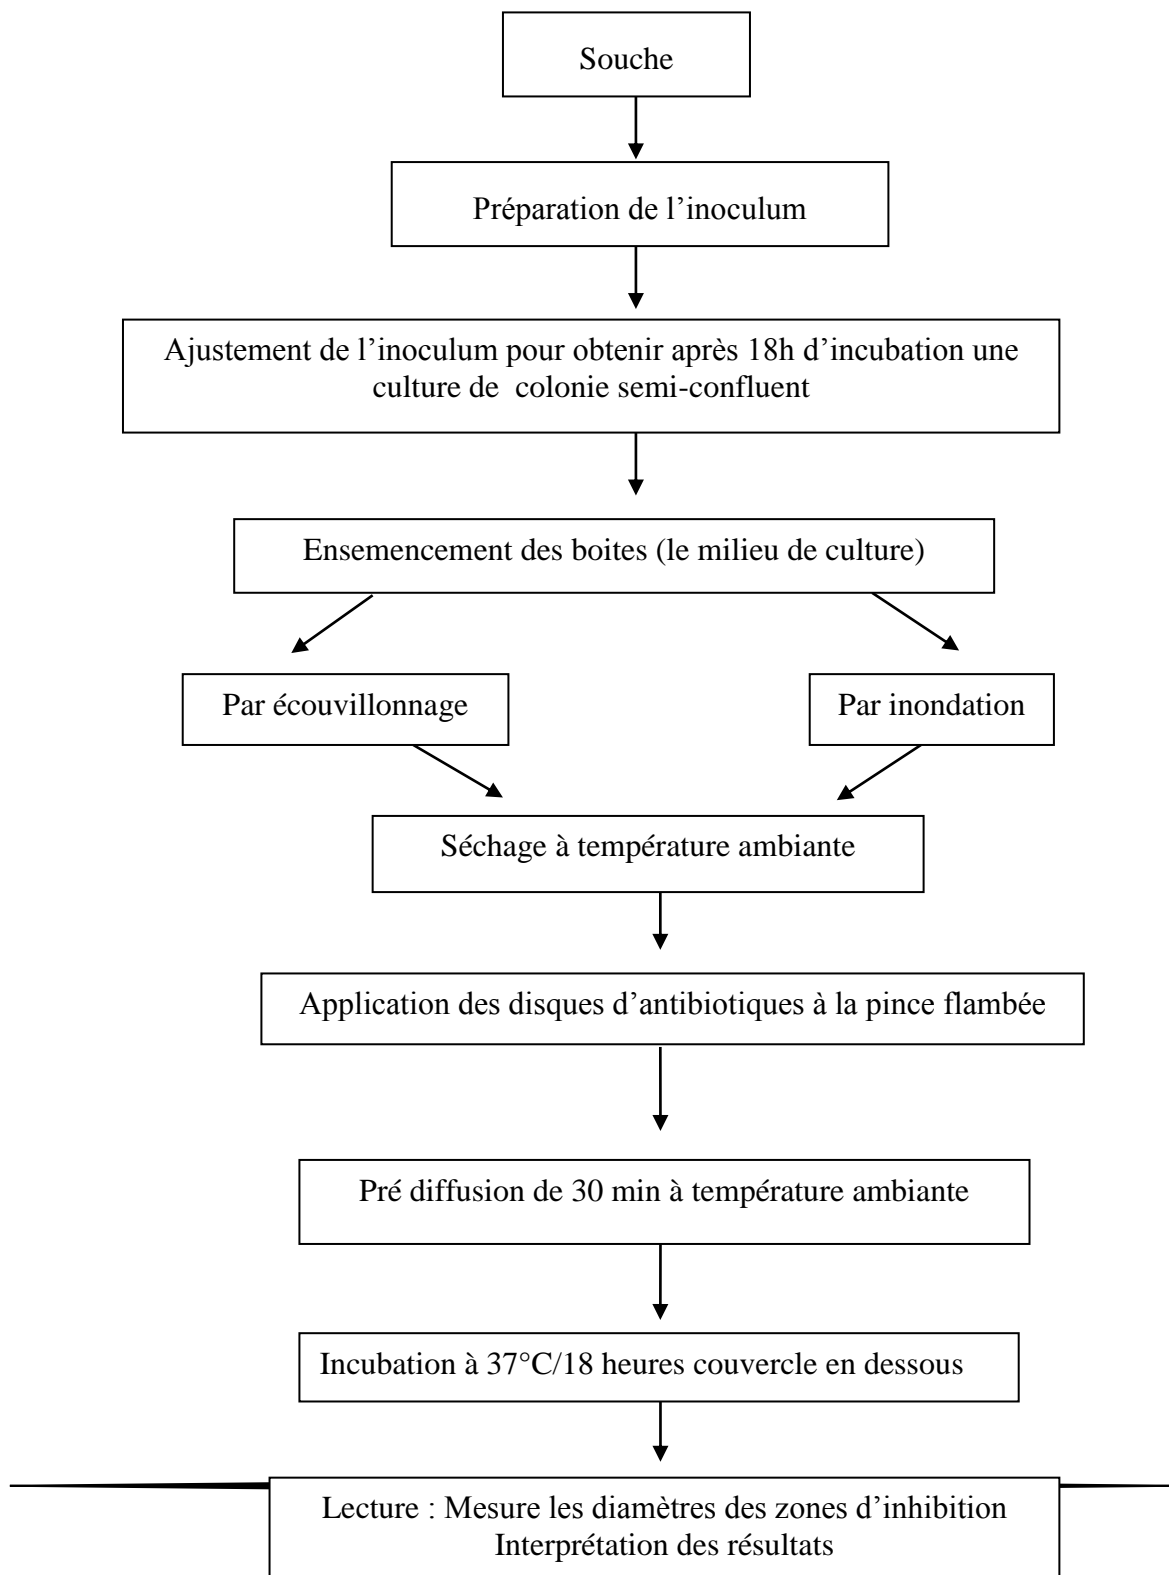 Souche
Préparation de l’inoculum
Ajustement de l’inoculum pour obtenir après 18h d’incubation une
culture de colonie semi-confluent
Ensemencement des boites (le milieu de culture)
Par écouvillonnage
Par inondation
Séchage à température ambiante
Application des disques d’antibiotiques à la pince flambée
Pré diffusion de 30 min à température ambiante
Incubation à 37°C/18 heures couvercle en dessous
Lecture : Mesure les diamètres des zones d’inhibition
Interprétation des résultats